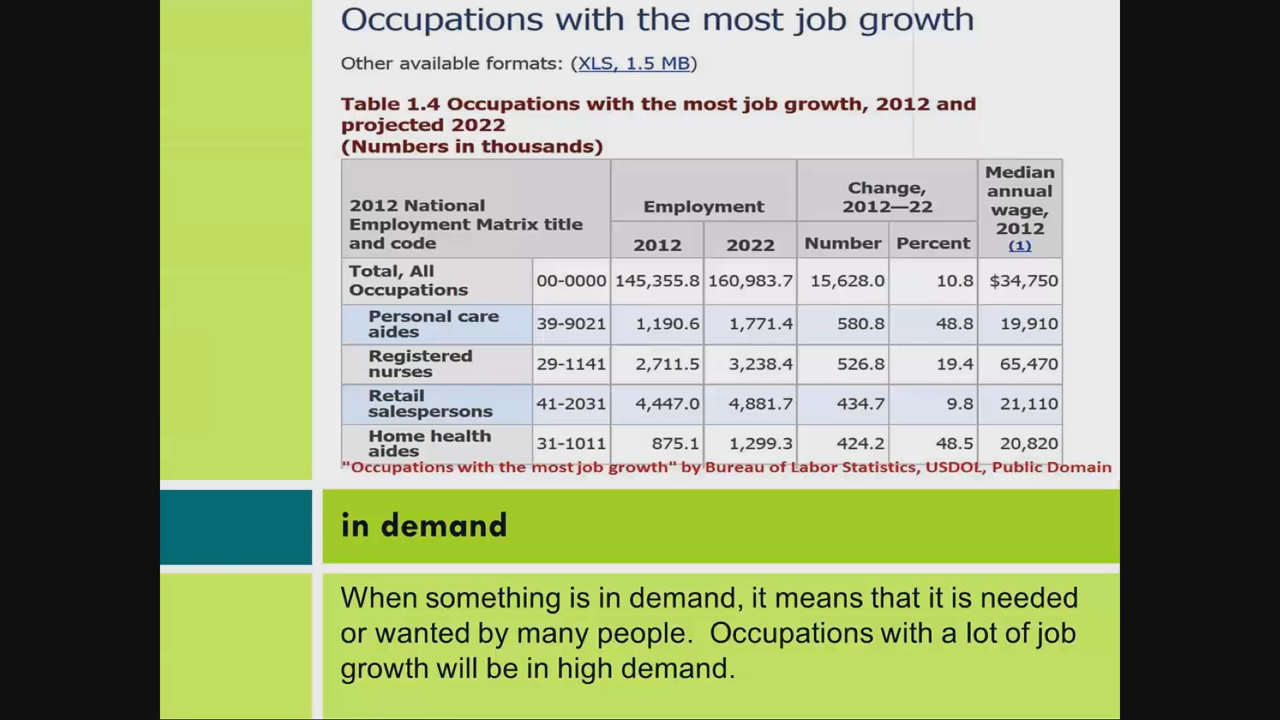 Occupations with the most job growth
Other available formats: (XLS, 1.5 MB)
Table 1.4 Occupations with the most job growth, 2012 and
projected 2022
(Numbers in thousands)
2012 National
Employment Matrix title
and code
Employment
Change,
2012—22
Median
annual
wage,
2012
(1)
2012 2022 Number Percent
Total, All
Occupations
00-0000 145,355.8 160,983.7 15,628.0 10.8 $34,750
Personal care
aides
39-9021 1,190.6 1,771.4 580.8 48.8 19,910
Registered
nurses
29-1141 2,711.5 3,238.4 526.8 19.4 65,470
Retail
salespersons
41-2031 4,447.0 4,881.7 434.7 9.8 21,110
Home health
aides
31-1011 875.1 1,299.3 424.2 48.5 20,820
"Occupations with the most job growth" by Bureau of Labor Statistics, USDOL, Public Domain
in demand
When something is in demand, it means that it is needed
or wanted by many people. Occupations with a lot of job
growth will be in high demand.